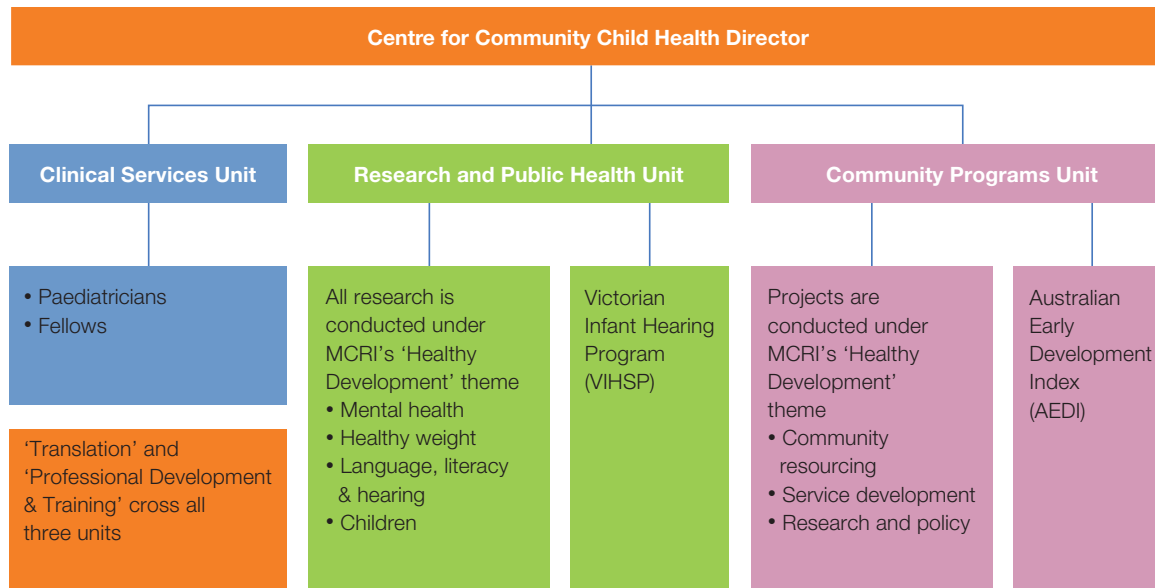 Centre for Community Child Health Director
Clinical Services Unit
Research and Public Health Unit
Community Programs Unit
• Paediatricians
• Fellows
‘Translation’ and
‘Professional Development
& Training’ cross all
three units
All research is
conducted under
MCRI’s ‘Healthy
Development’ theme
• Mental health
• Healthy weight
• Language, literacy
& hearing
• Children
Victorian
Infant Hearing
Program
(VIHSP)
Projects are
conducted under
MCRI’s ‘Healthy
Development’
theme
• Community
resourcing
• Service development
• Research and policy
Australian
Early
Development
Index
(AEDI)